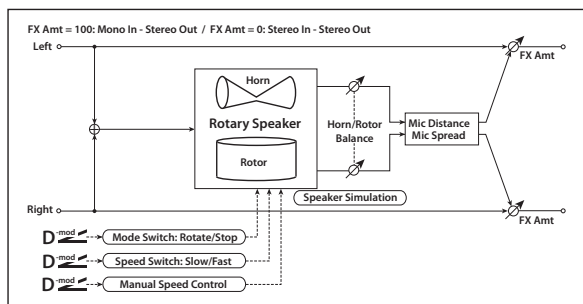 FX Amt = 100: Mono In - Stereo Out / FX Amt = 0: Stereo In - Stereo Out
Left
FX Amt
Horn
Rotary Speaker
Rotor
Horn/Rotor
Balance
Mic Distance
Mic Spread
Speaker Simulation
Right
FX Amt
D-mod
Mode Switch: Rotate/Stop
D-mod
Speed Switch: Slow/Fast
D-mod
Manual Speed Control